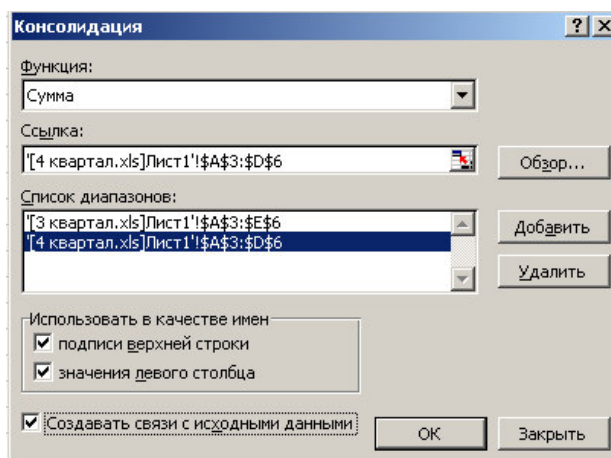 Консолидация
Функция:
Сумма
Ссылка:
'[4 квартал.xls]Лист1'!$A$3:$D$6
Обзор...
Список диапазонов:
'[3 квартал.xls]Лист1'!$A$3:$E$6
'[4 квартал.xls]Лист1'!$A$3:$D$6
Добавить
Удалить
Использовать в качестве имен
подписи верхней строки
значения левого столбца
Создавать связи с исходными данными
ОК
Закрыть